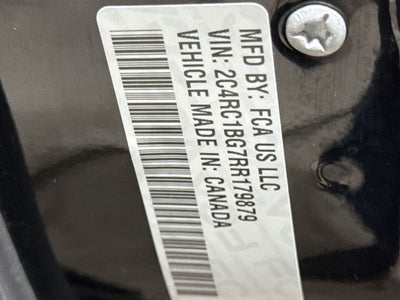 MFD BY: FCA US LLC
VIN: 2C4RC1BG7RR179879
VEHICLE MADE IN: CANADA